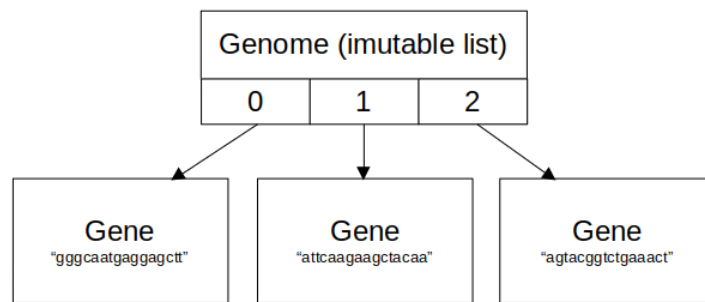 Genome (imutable list)
0 1 2
Gene Gene Gene
“gggcaatgaggagctt” “attcaagaagctacaa” “agtacggtctgaaact”